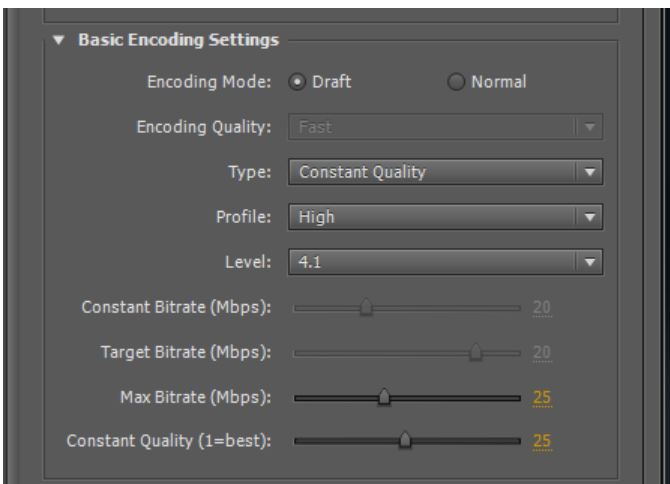 Basic Encoding Settings
Encoding Mode: Draft Normal
Encoding Quality: Fast
Type: Constant Quality
Profile: High
Level: 4.1
Constant Bitrate (Mbps): 20
Target Bitrate (Mbps): 20
Max Bitrate (Mbps): 25
Constant Quality (1=best): 25